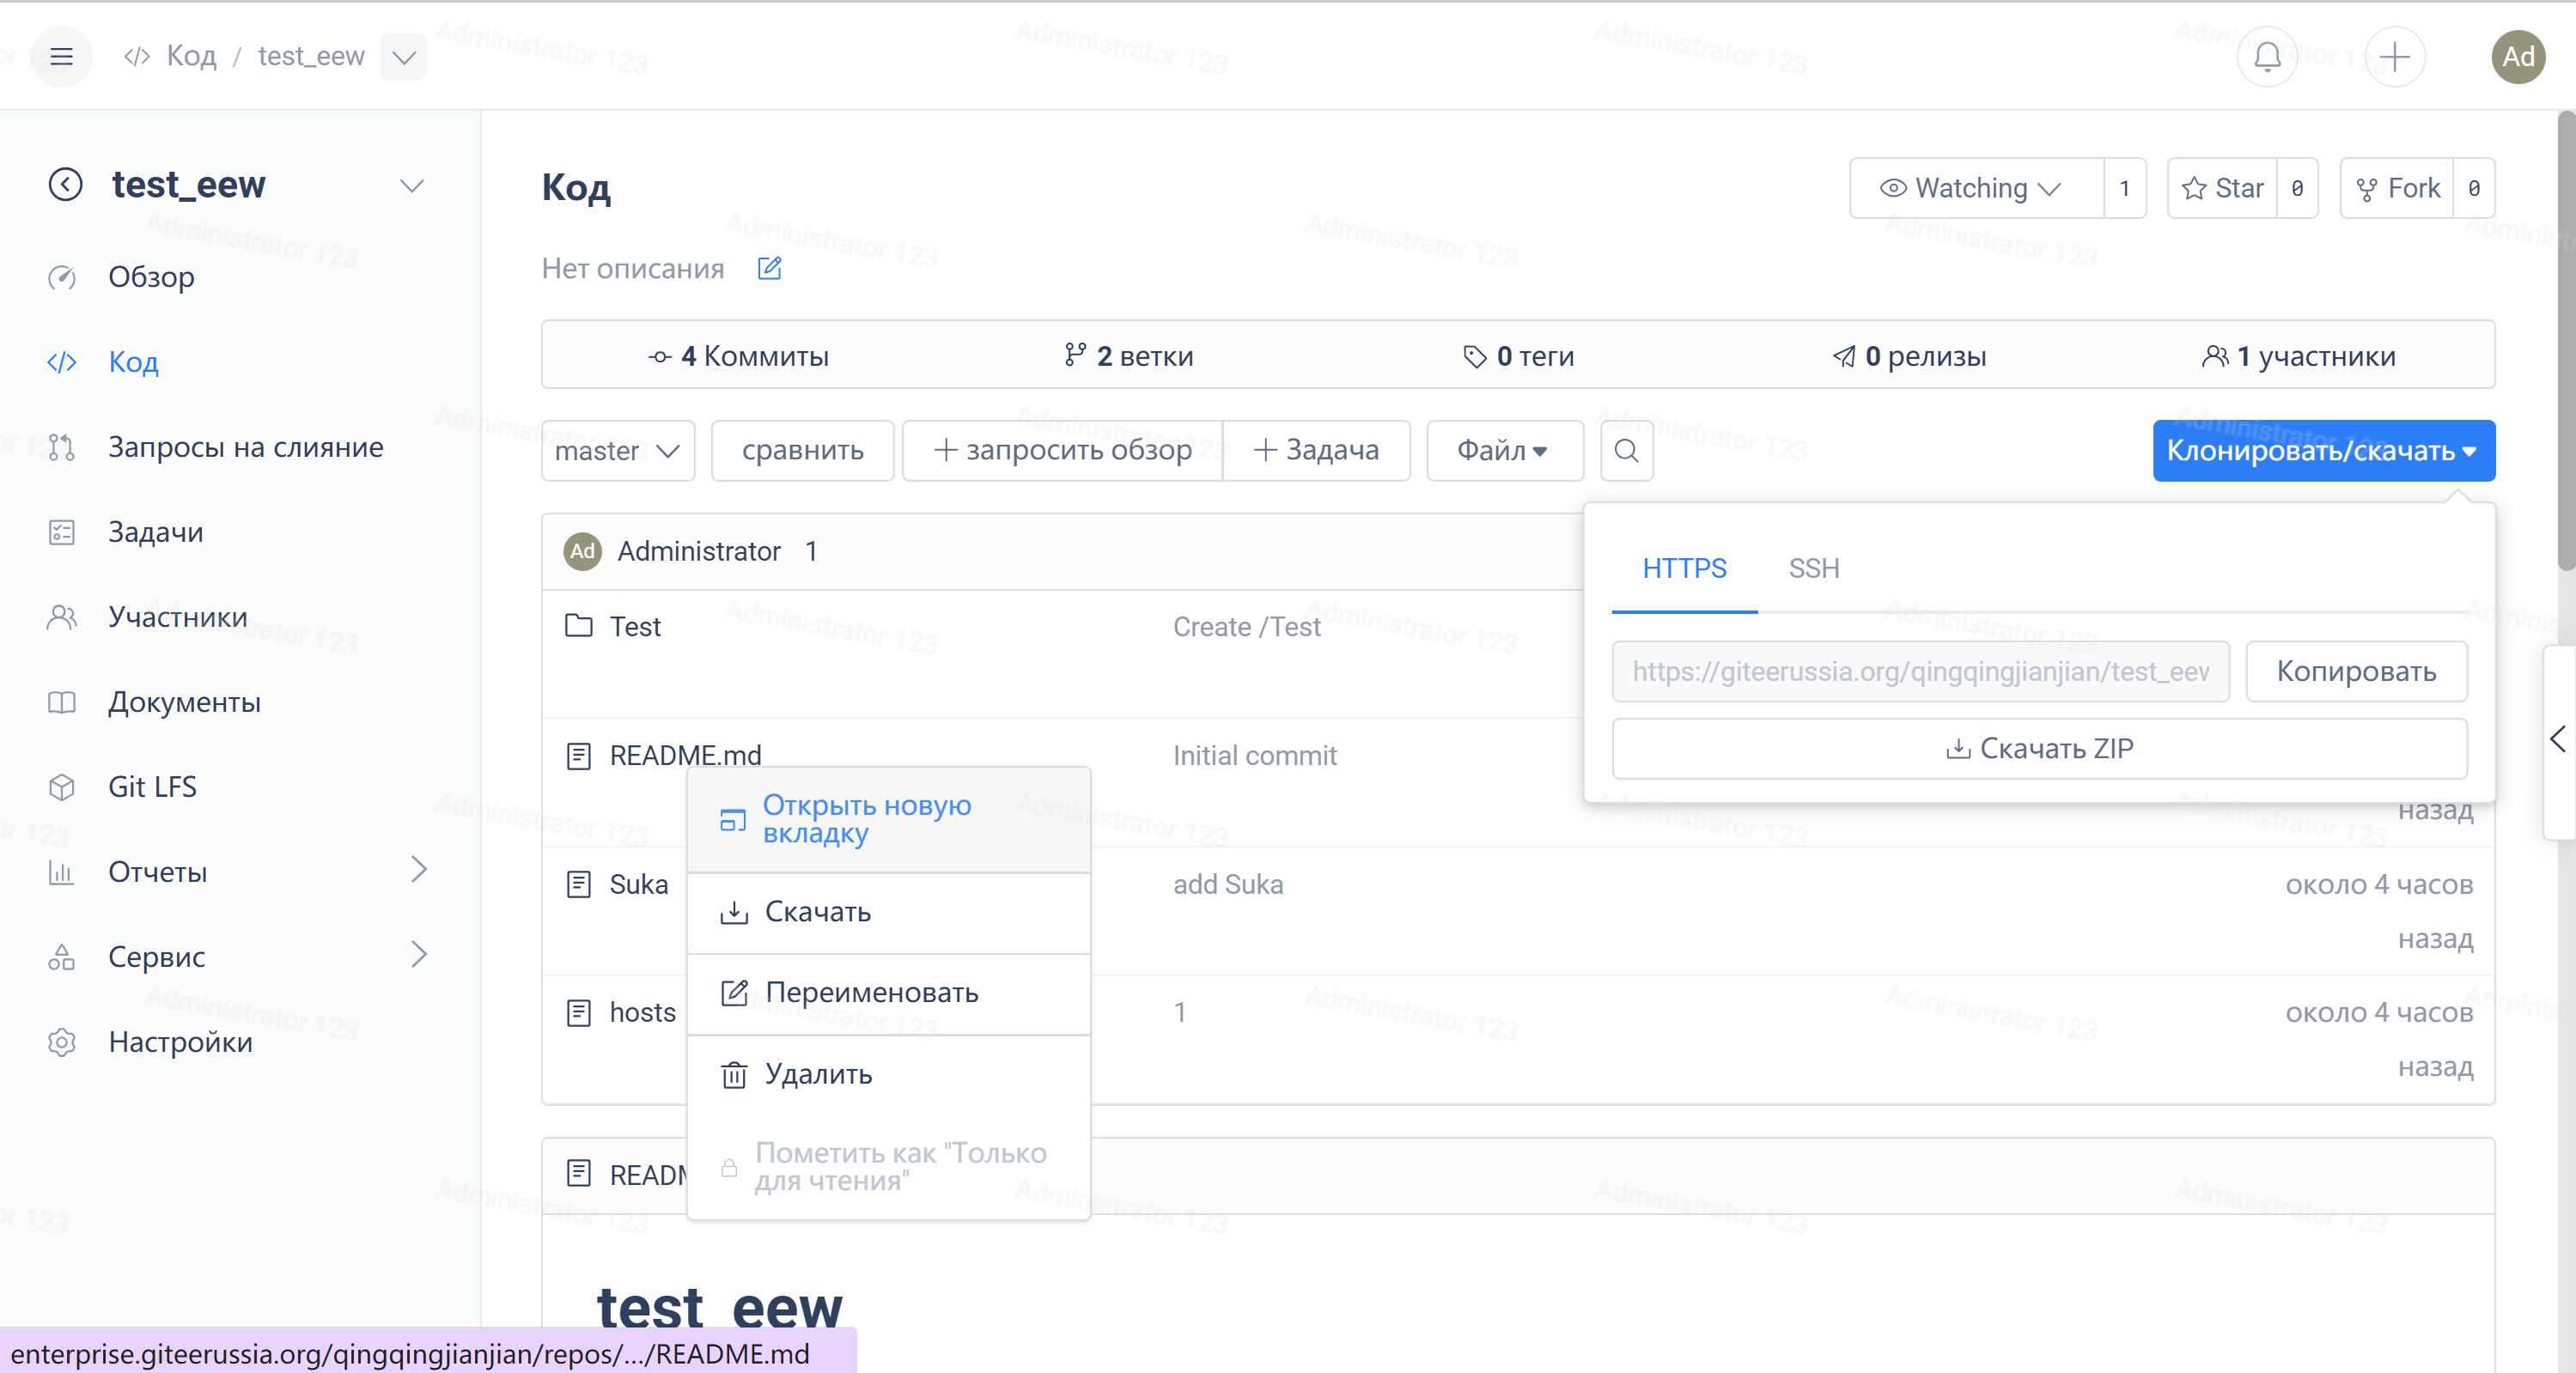 Код / test_eew
Ad
test_eew
Обзор
Код
Запросы на слияние
Задачи
Участники
Документы
Git LFS
Отчеты
Сервис
Настройки
Код
Watching 1
Star 0
Fork 0
Нет описания
4 Коммиты
2 ветки
0 теги
0 релизы
1 участники
master
сравнить
запросить обзор
Задача
Файл
Клонировать/скачать
HTTPS SSH
https://giteerussia.org/qingqingjianjian/test_eew
Копировать
Скачать ZIP
Ad Administrator 1
Test Create /Test
README.md Initial commit
назад
Suka add Suka около 4 часов
назад
hosts 1 около 4 часов
назад
Открыть новую
вкладку
Скачать
Переименовать
Удалить
Пометить как "Только
для чтения"
READM
test_eew
enterprise.giteerussia.org/qingqingjianjian/repos/.../README.md
Administrator 123